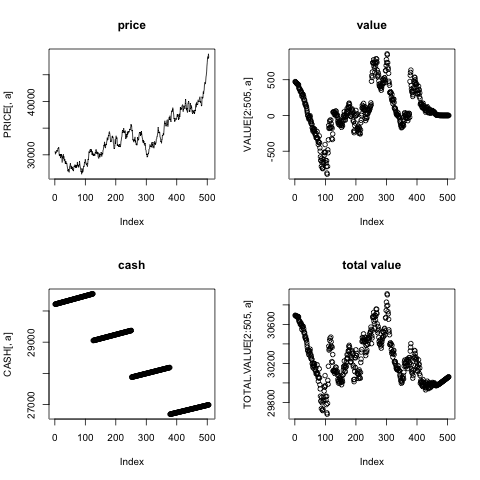 price
PRICE[, a]
30000
40000
0
100
200
300
400
500
Index
value
VALUE[2:505, a]
-500
0
500
0
100
200
300
400
500
Index
cash
CASH[, a]
27000
29000
0
100
200
300
400
500
Index
total value
TOTAL.VALUE[2:505, a]
29800
30200
30600
0
100
200
300
400
500
Index